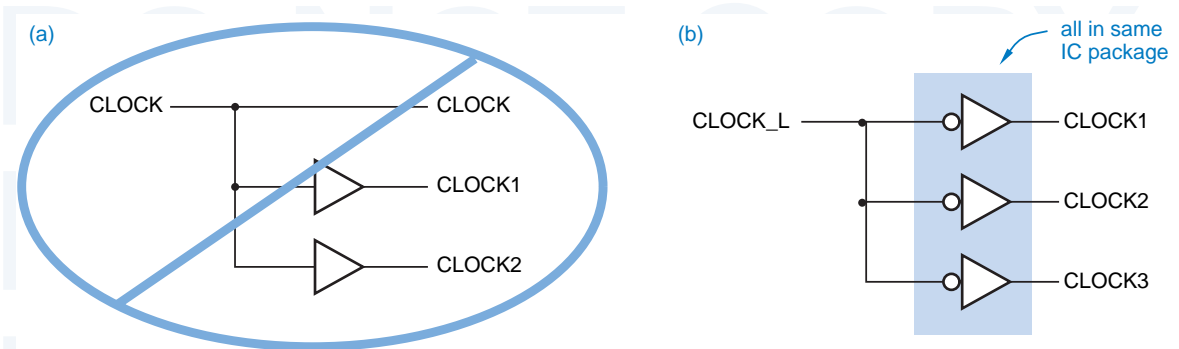 (a)
CLOCK
CLOCK
CLOCK1
CLOCK2
(b)
all in same
IC package
CLOCK_L
CLOCK1
CLOCK2
CLOCK3